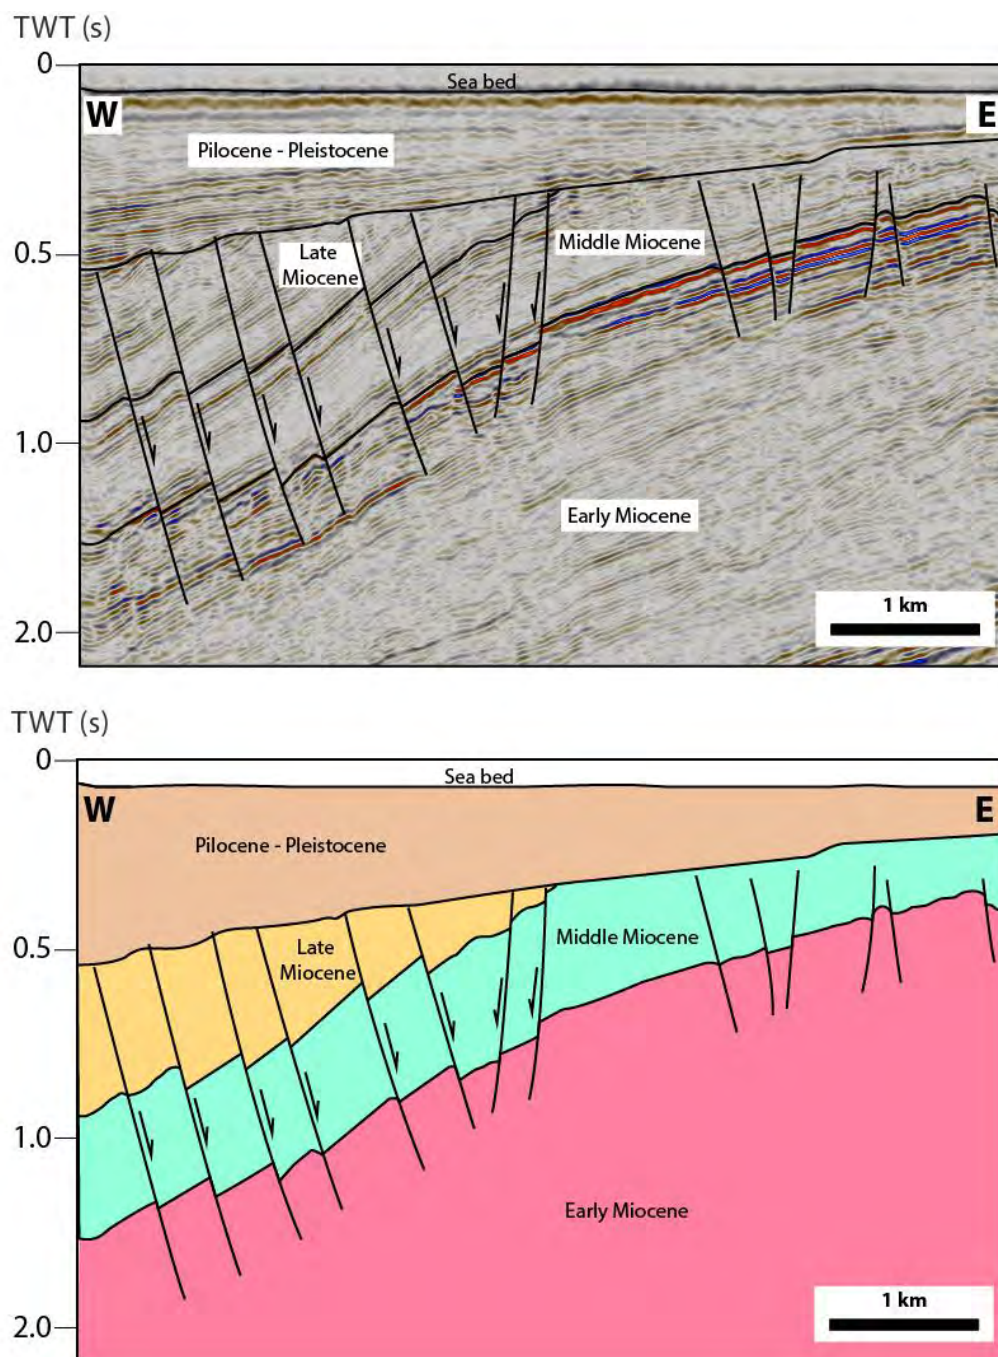 TWT (s)
0
Sea bed
W
E
Pilocene - Pleistocene
0.5
Late
Miocene
Middle Miocene
1.0
Early Miocene
1 km
2.0
TWT (s)
0
Sea bed
W
E
Pilocene - Pleistocene
0.5
Late
Miocene
Middle Miocene
1.0
Early Miocene
1 km
2.0